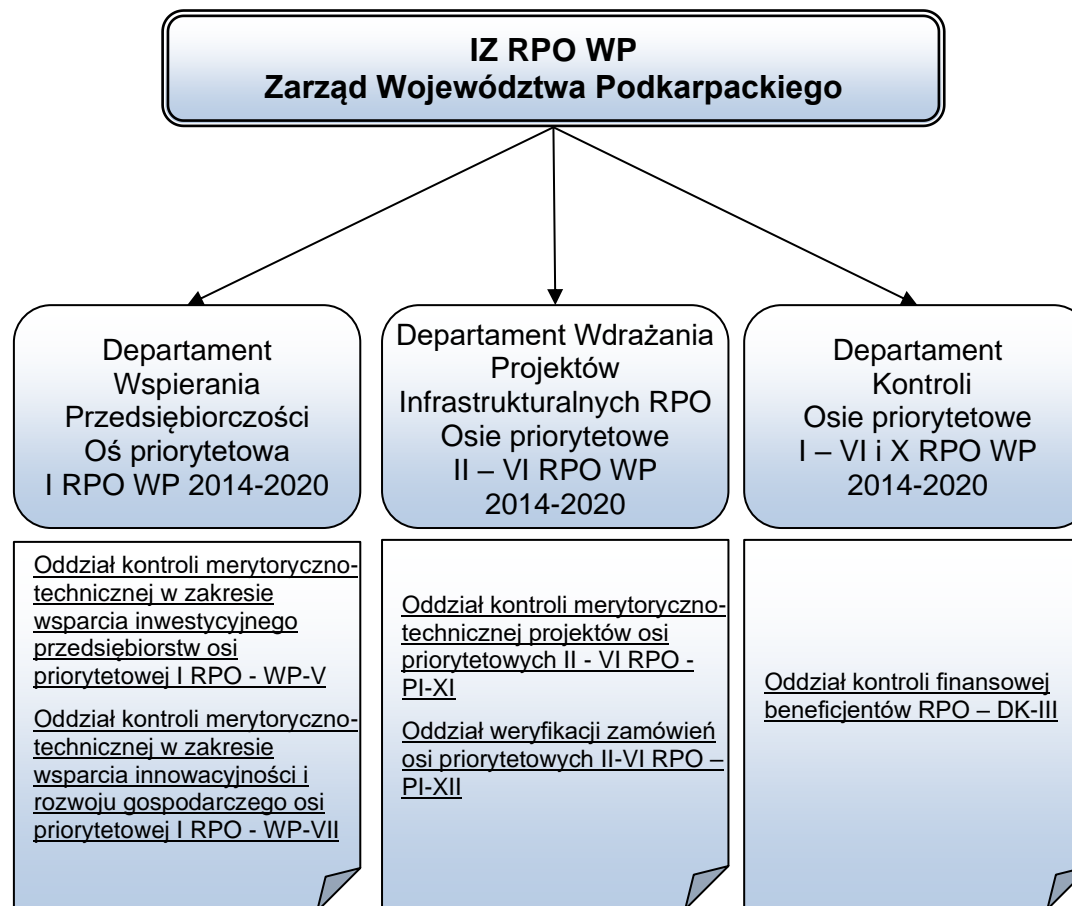 IZ RPO WP
Zarząd Województwa Podkarpackiego
Departament
Wspierania
Przedsiębiorczości
Oś priorytetowa
I RPO WP 2014-2020
Departament Wdrażania
Projektów
Infrastrukturalnych RPO
Osie priorytetowe
II – VI RPO WP
2014-2020
Departament
Kontroli
Osie priorytetowe
I – VI i X RPO WP
2014-2020
Oddział kontroli merytoryczno-
technicznej w zakresie
wsparcia inwestycyjnego
przedsiębiorstw osi
priorytetowej I RPO - WP-V
Oddział kontroli merytoryczno-
technicznej w zakresie
wsparcia innowacyjności i
rozwoju gospodarczego osi
priorytetowej I RPO - WP-VII
Oddział kontroli merytoryczno-
technicznej projektów osi
priorytetowych II - VI RPO -
PI-XI
Oddział weryfikacji zamówień
osi priorytetowych II-VI RPO –
PI-XII
Oddział kontroli finansowej
beneficjentów RPO – DK-III